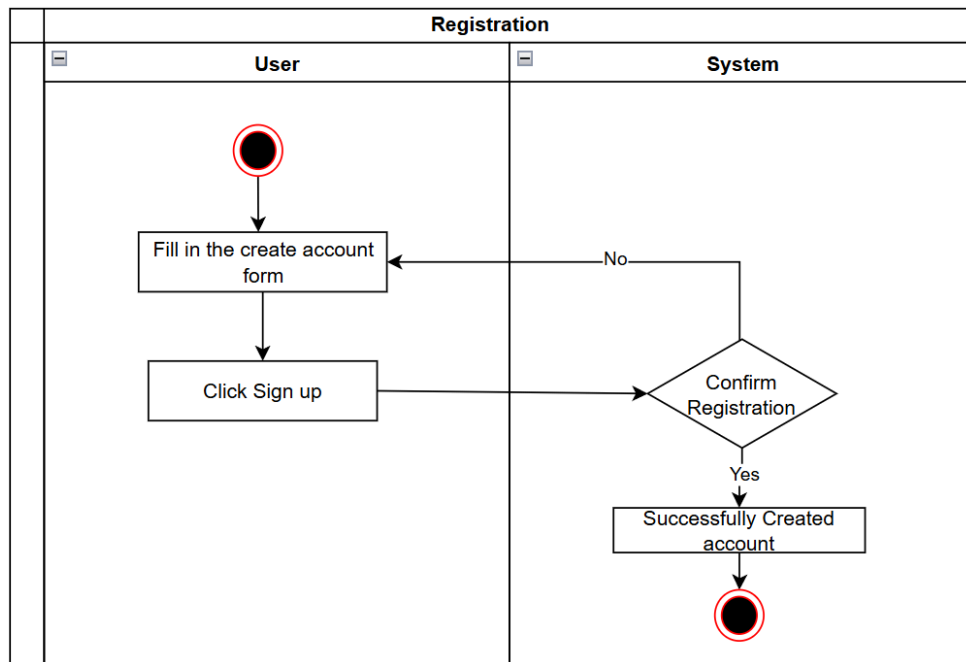 Registration
User
System
Fill in the create account
form
No
Click Sign up
Confirm
Registration
Yes
Successfully Created
account